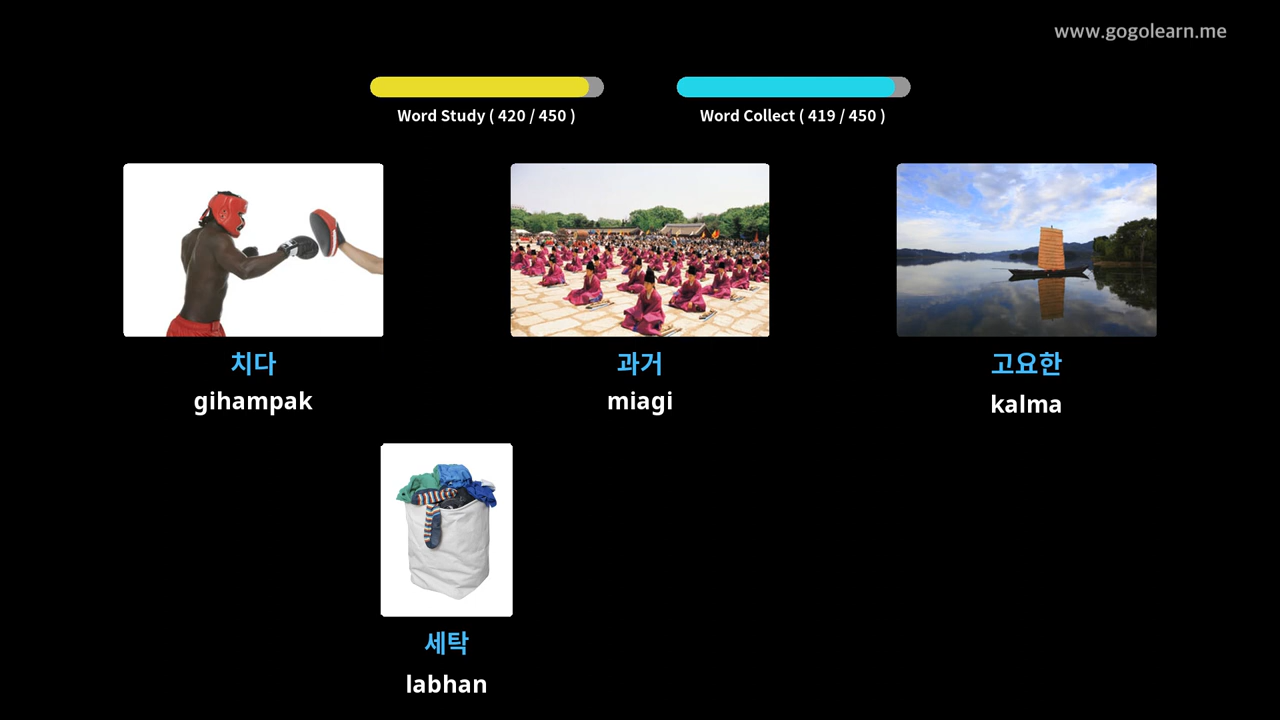 www.gogolearn.me
Word Study ( 420 / 450 )
Word Collect ( 419 / 450 )
치다
gihampak
과거
miagi
고요한
kalma
세탁
labhan